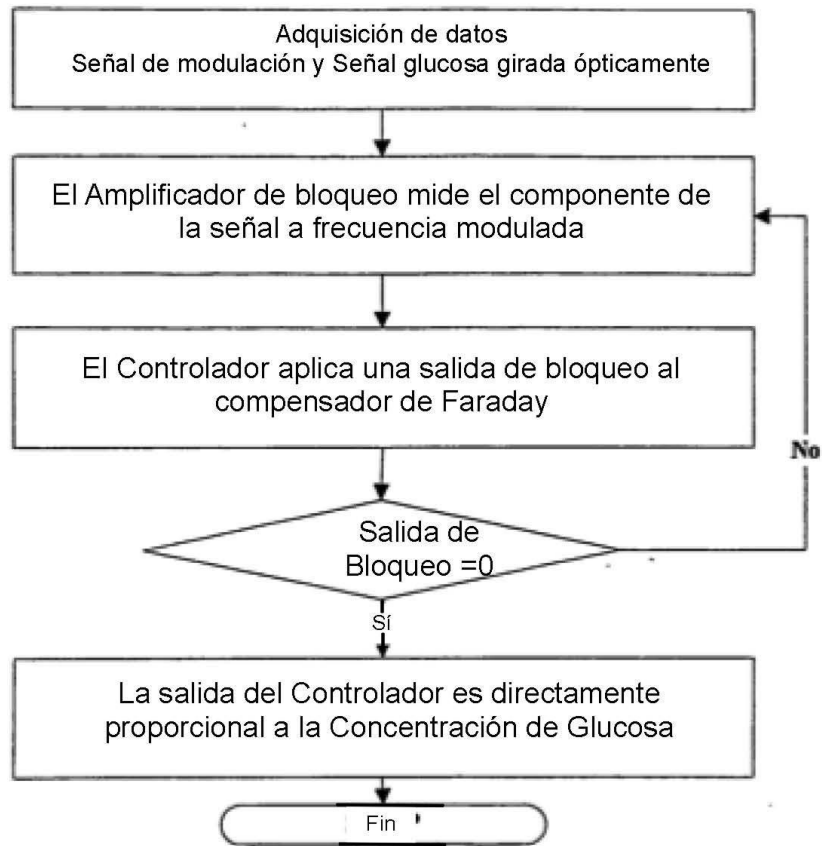 Adquisición de datos
Señal de modulación y Señal glucosa girada ópticamente
El Amplificador de bloqueo mide el componente de
la señal a frecuencia modulada
El Controlador aplica una salida de bloqueo al
compensador de Faraday
No
Salida de
Bloqueo =0
Sí
La salida del Controlador es directamente
proporcional a la Concentración de Glucosa
Fin